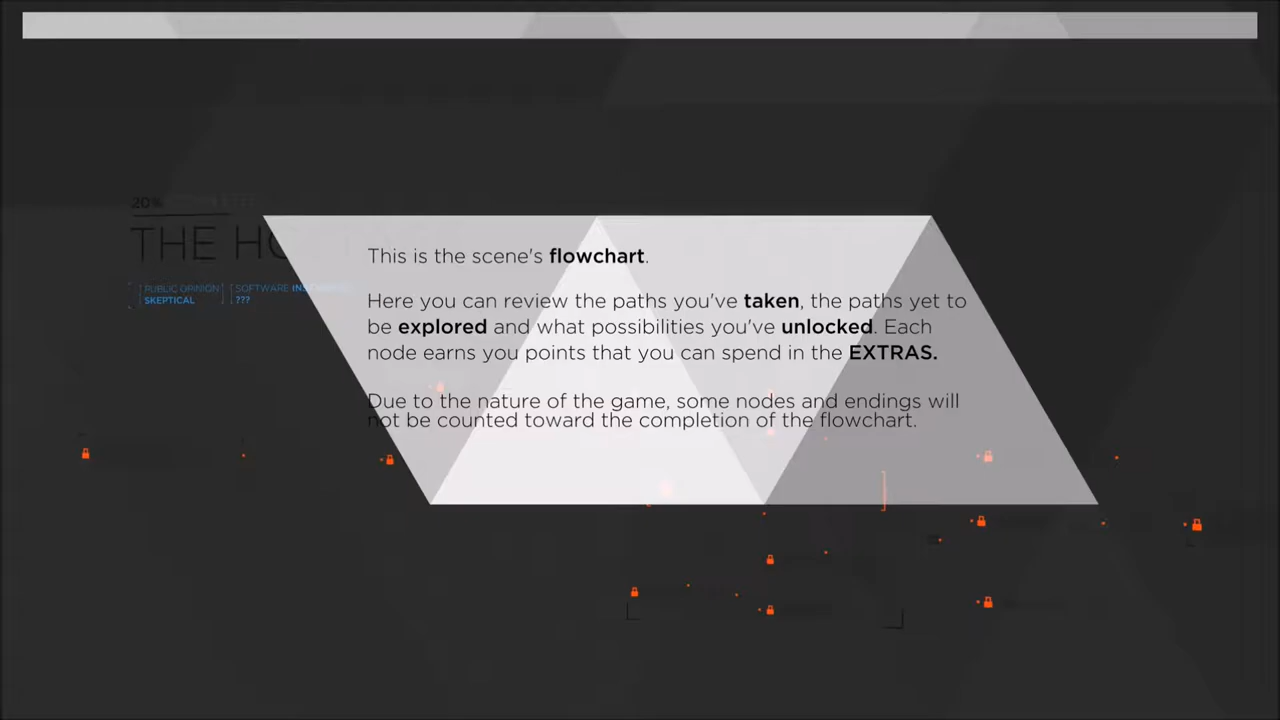 20%
THE HO
PUBLIC OPINION
SOFTWARE
SKEPTICAL
???
This is the scene's flowchart.
Here you can review the paths you've taken, the paths yet to
be explored and what possibilities you've unlocked. Each
node earns you points that you can spend in the EXTRAS.
Due to the nature of the game, some nodes and endings will
not be counted toward the completion of the flowchart.